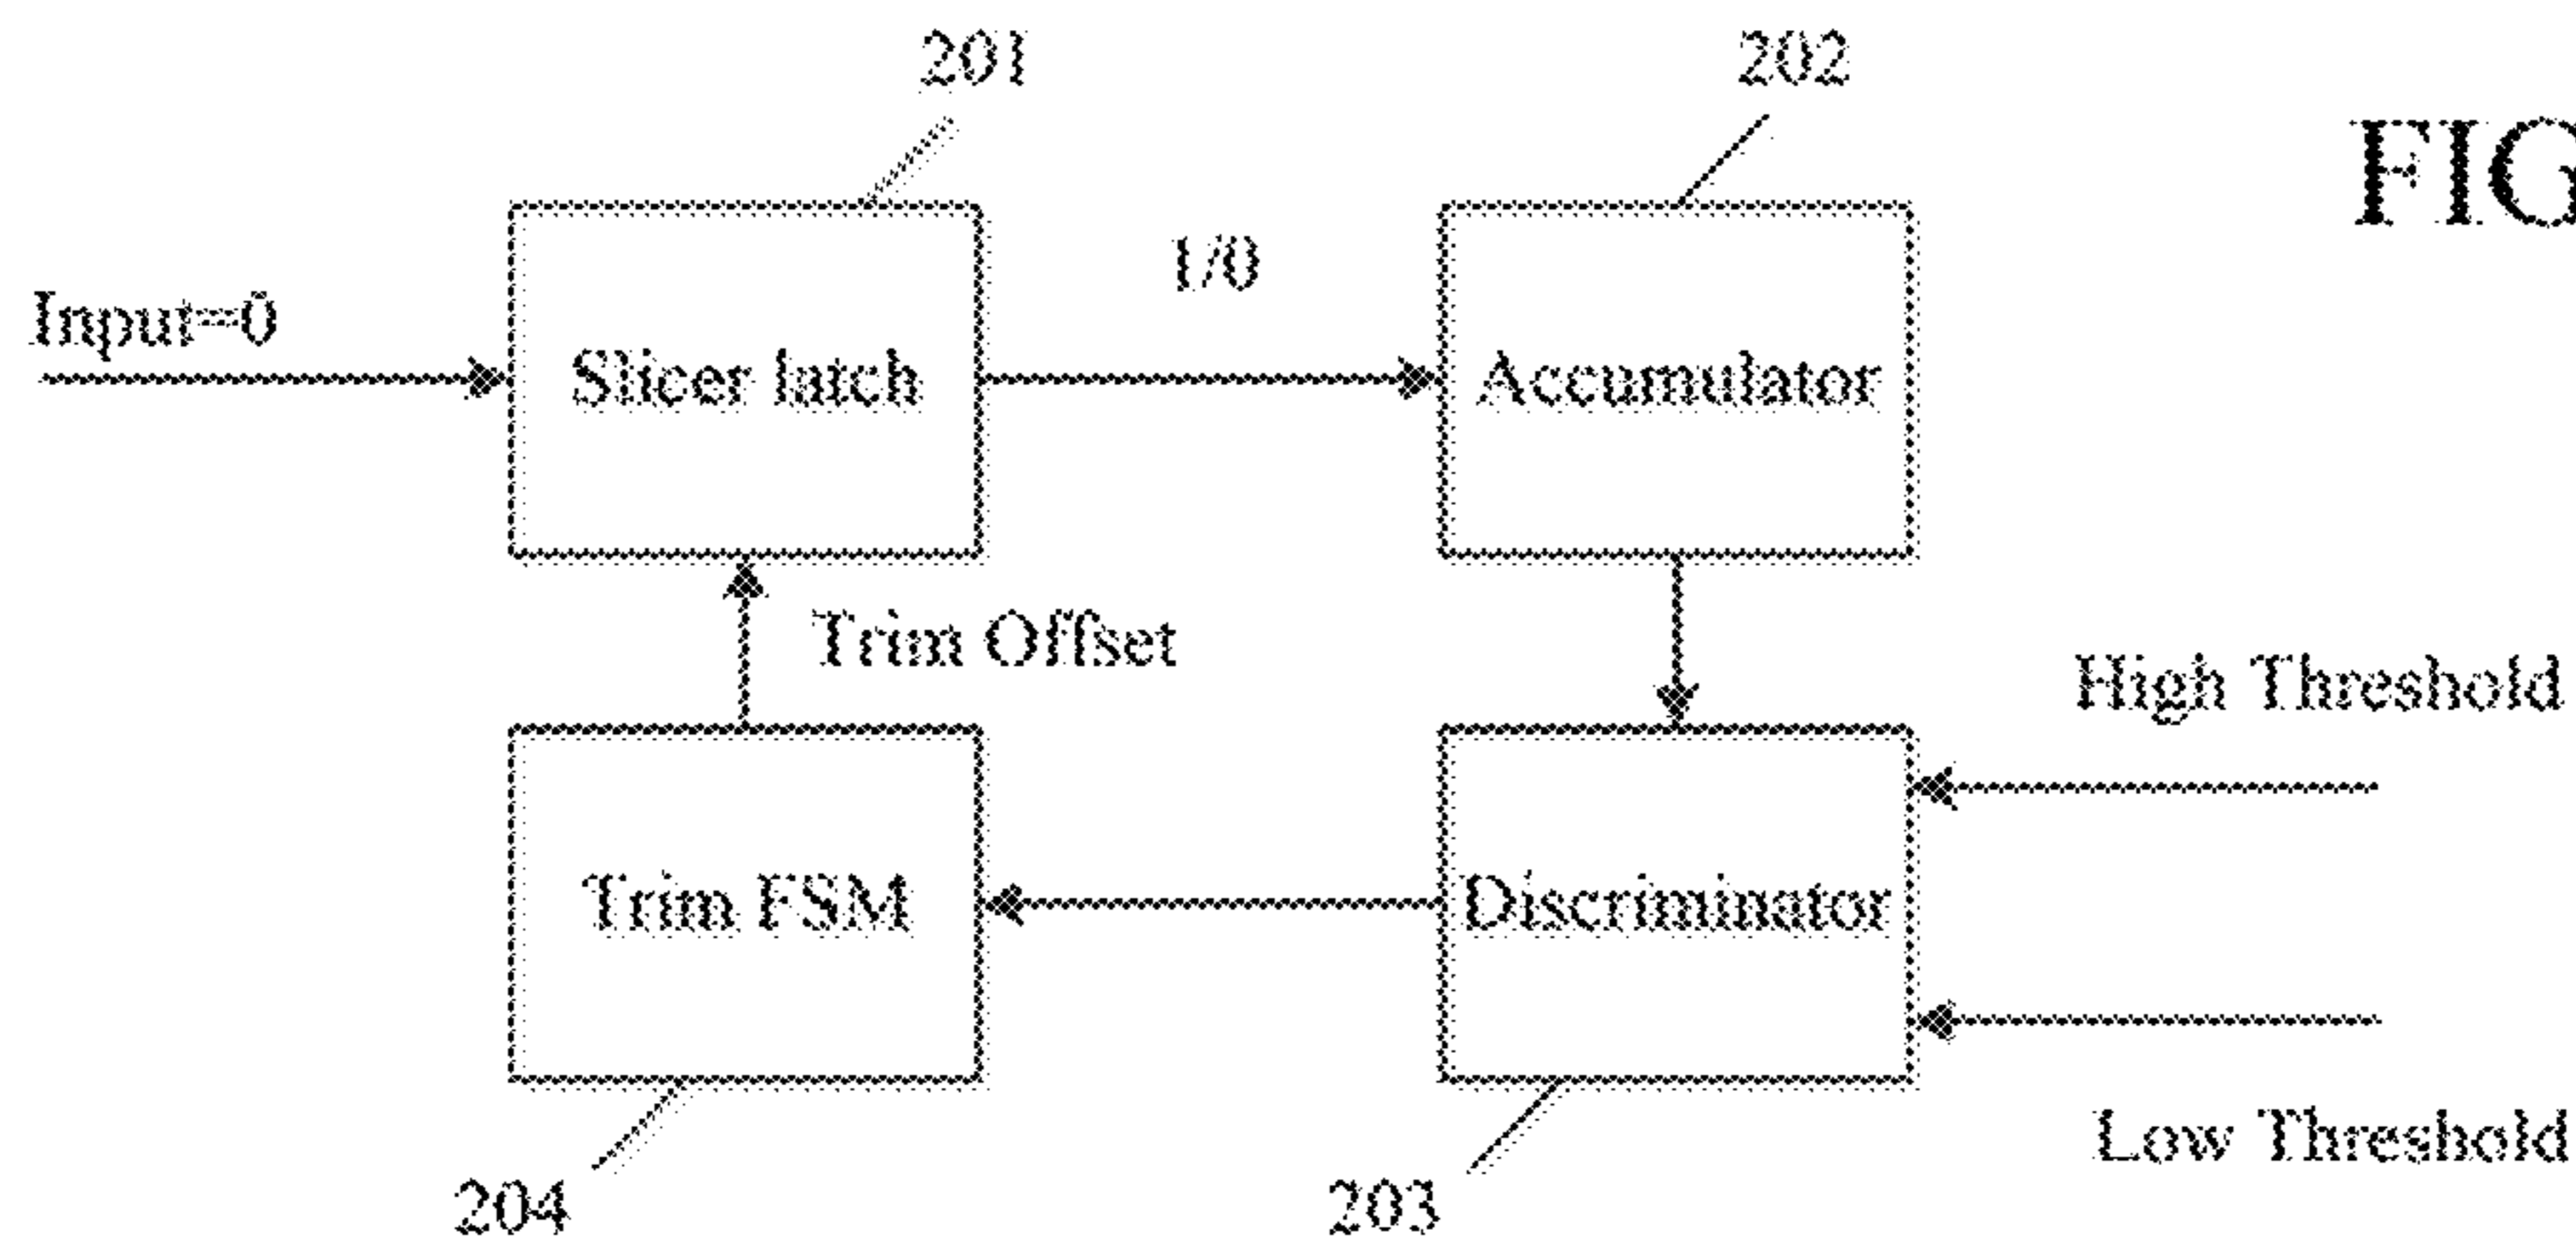 201
202
FIG
Input=0
1/0
Slicer latch
Accumulator
Trim Offset
High Threshold
Trim FSM
Discriminator
Low Threshold
204
203